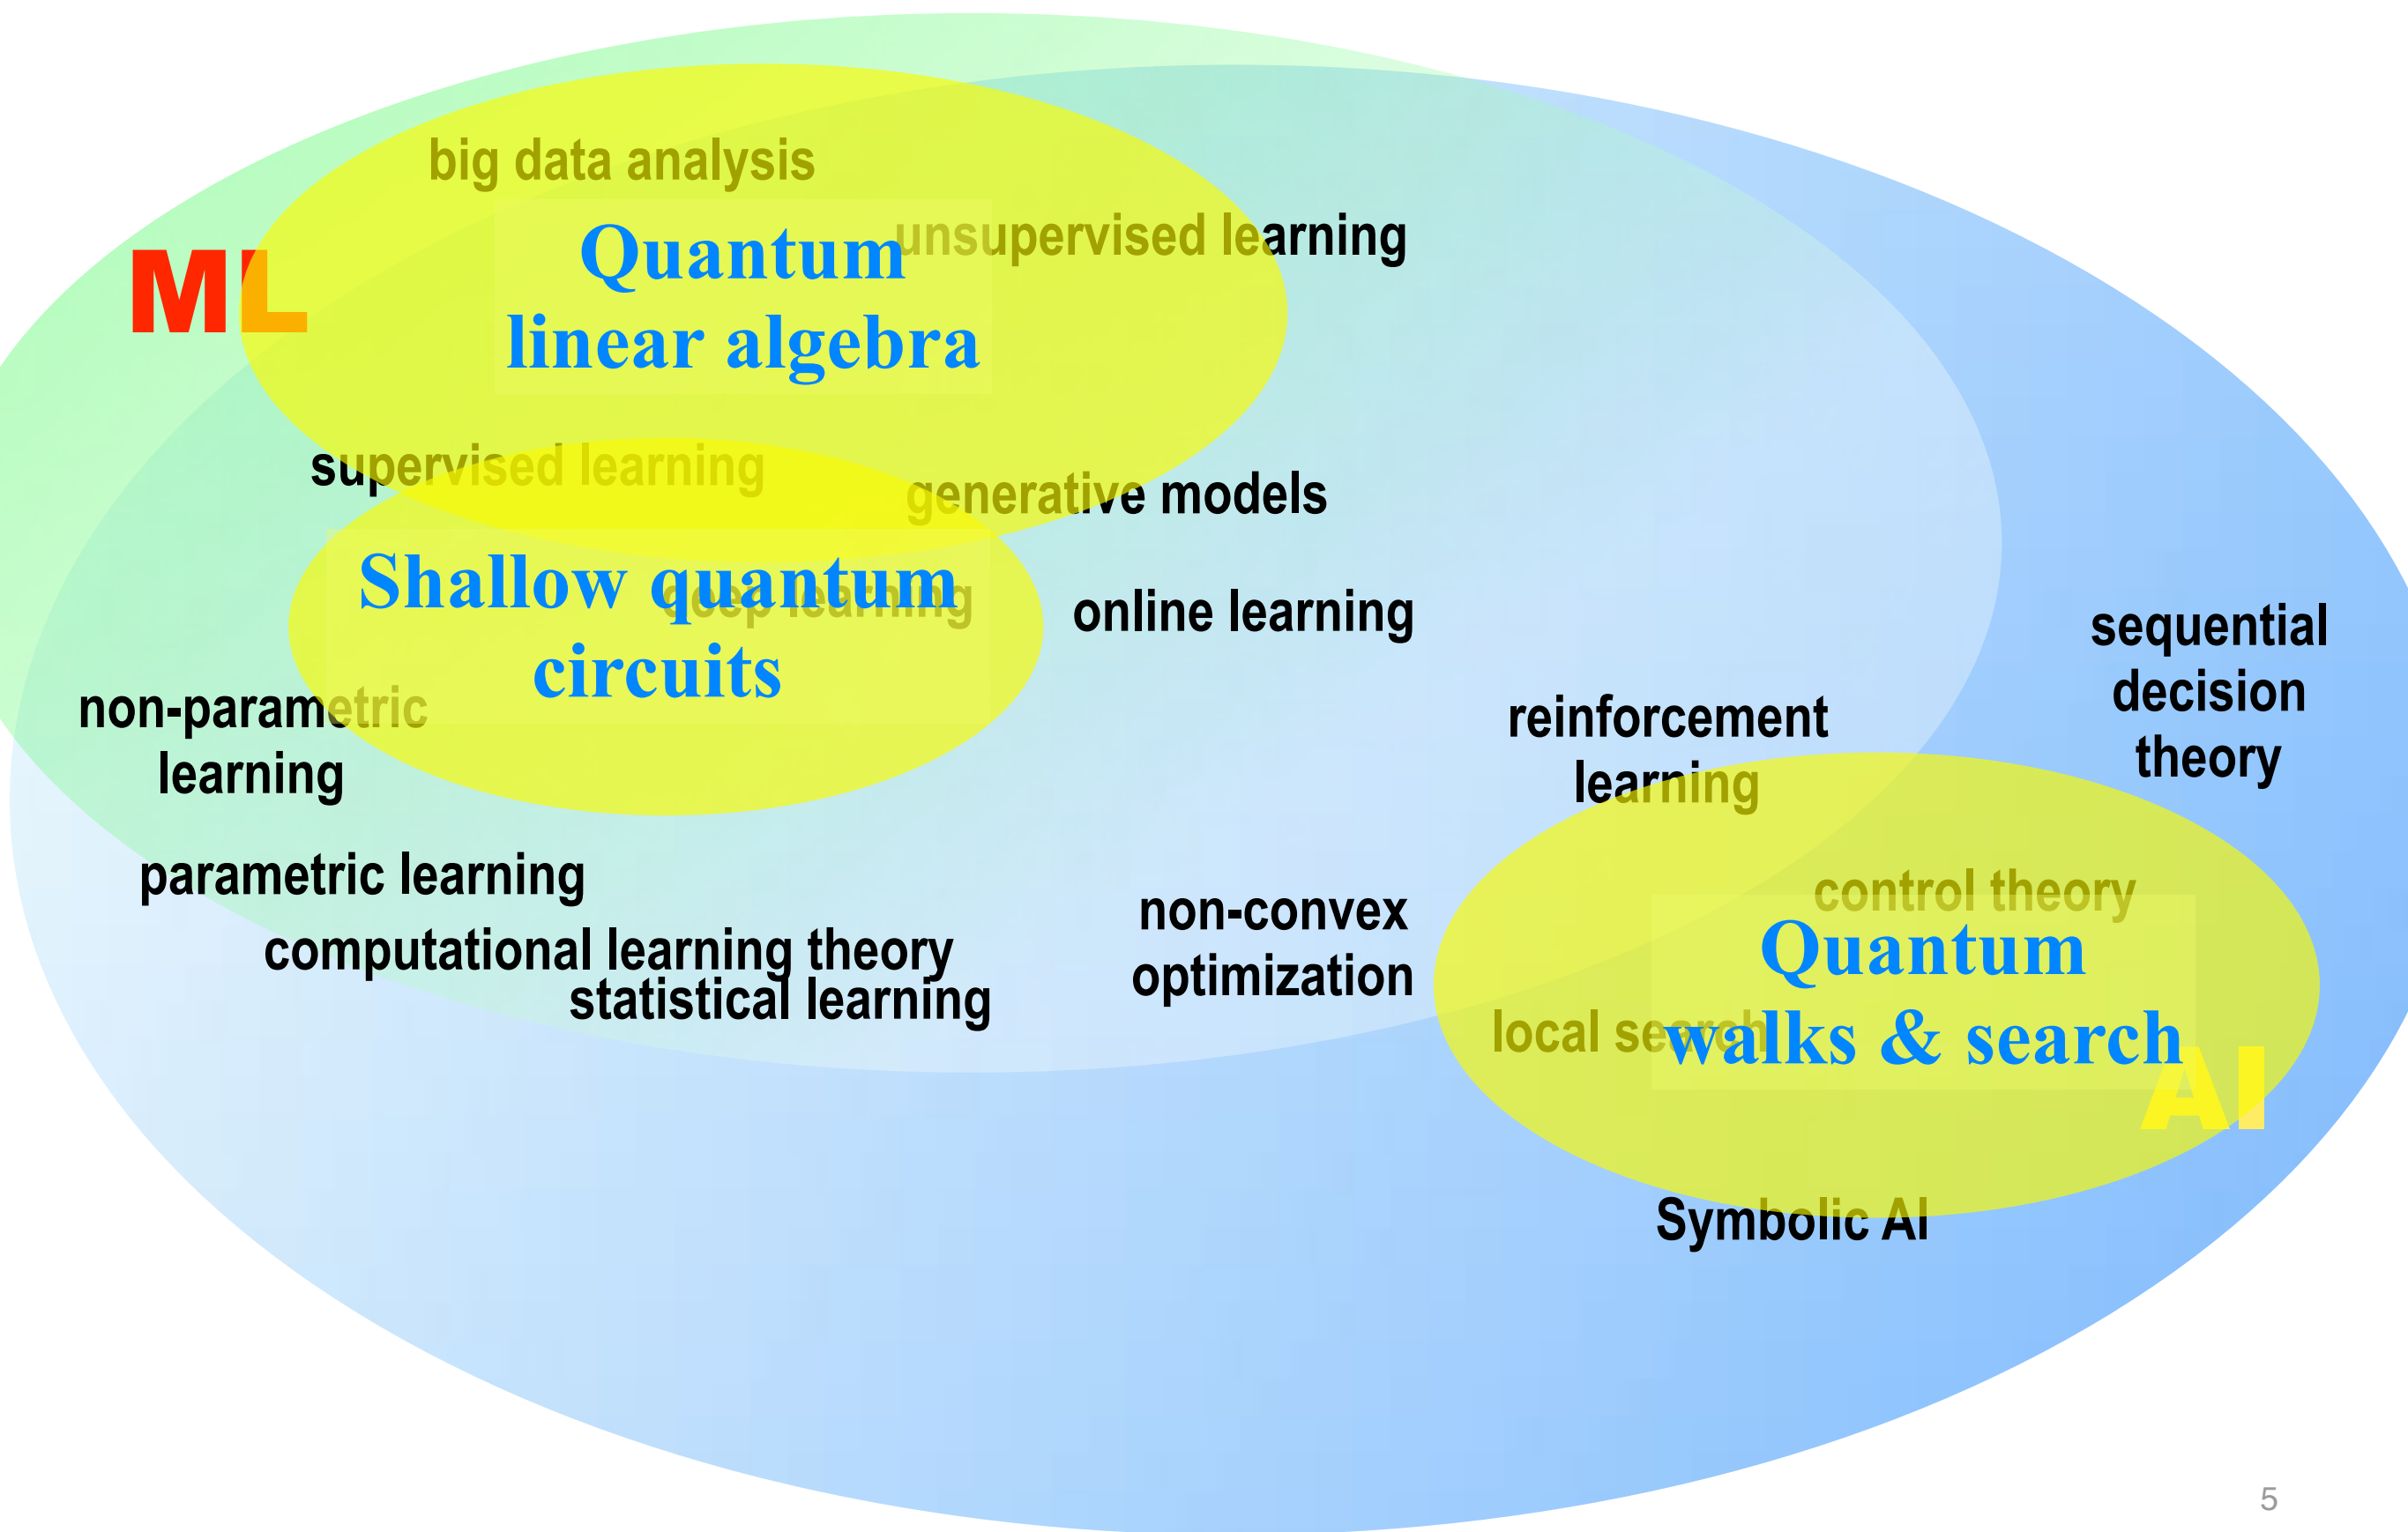 big data analysis
unsupervised learning
ML
Quantum
linear algebra
supervised learning
generative models
Shallow quantum
deep learning
circuits
online learning
sequential
decision
theory
non-parametric
learning
reinforcement
learning
parametric learning
computational learning theory
statistical learning
non-convex
optimization
control theory
Quantum
local search
walks & search
AI
Symbolic AI
5